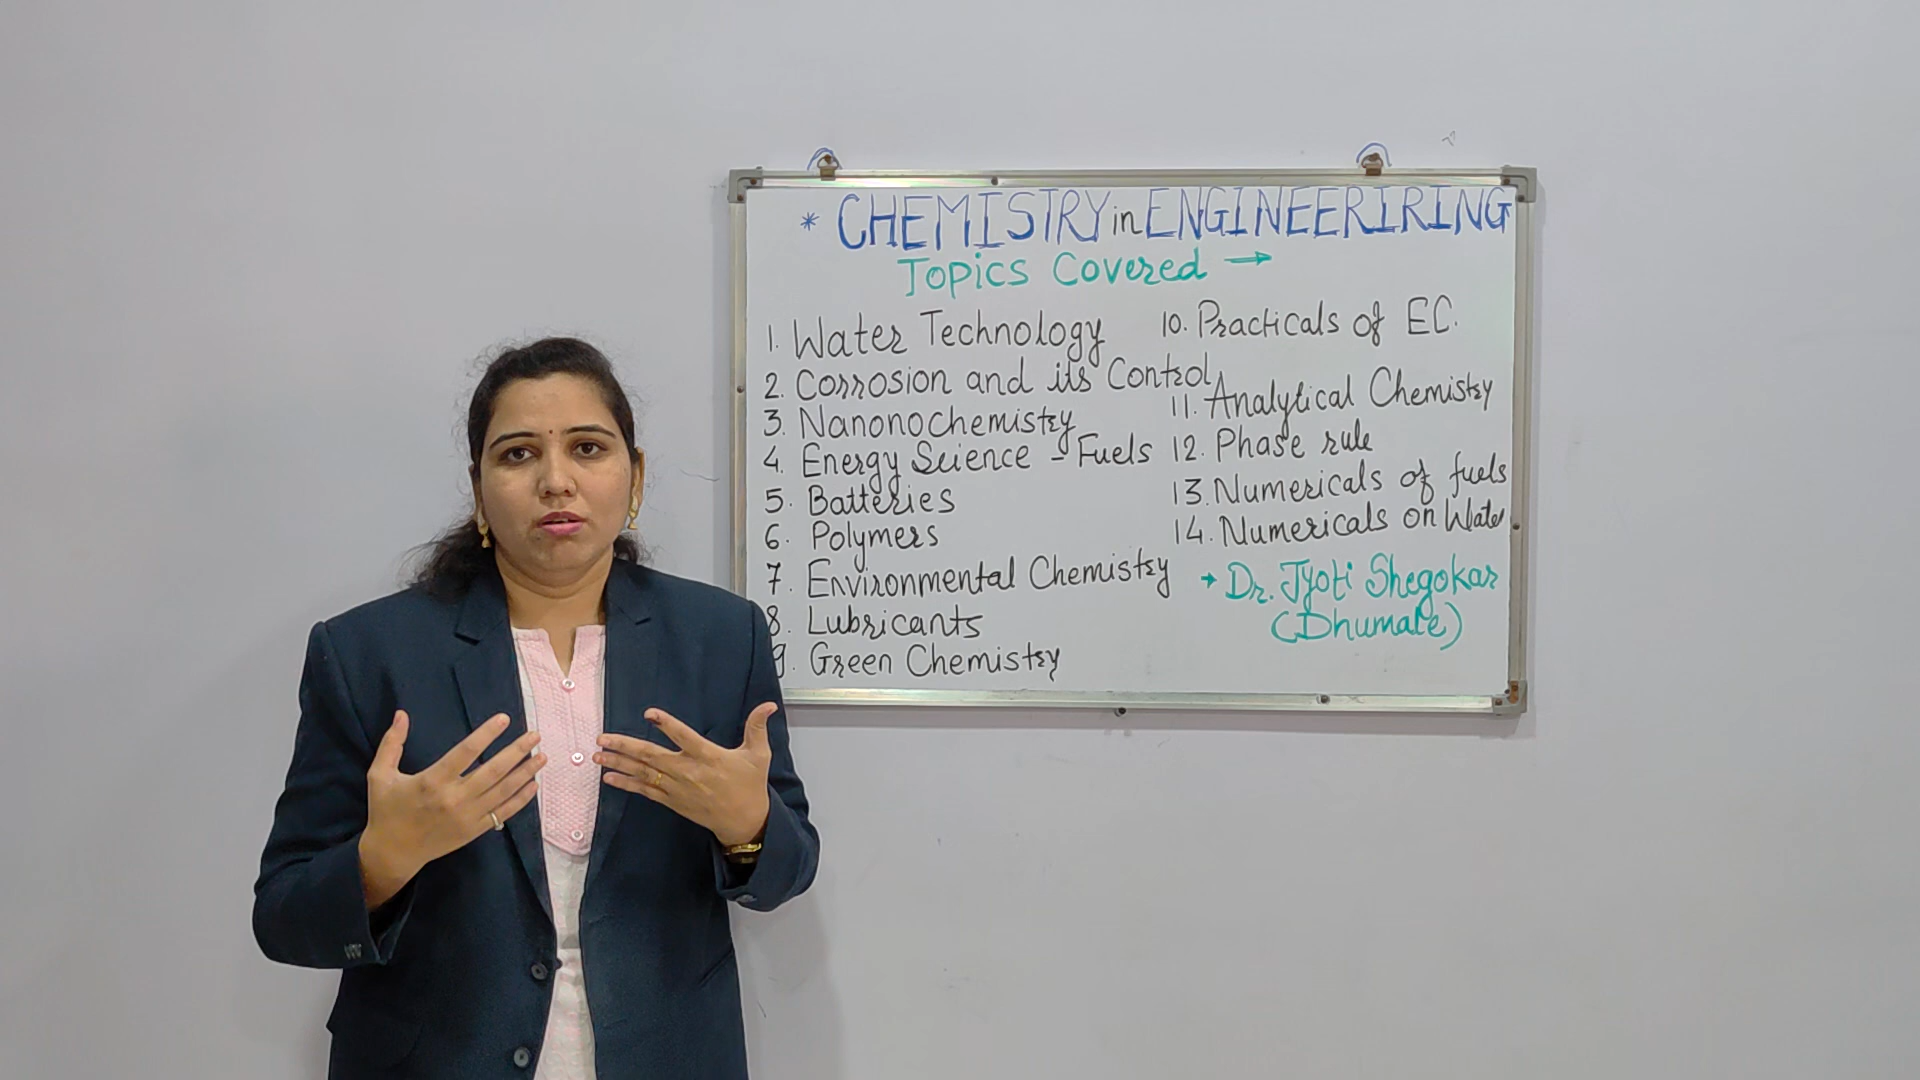 * CHEMISTRY in ENGINEERIRING
Topics Covered →
1. Water Technology
2. Corrosion and its Control
3. Nanonochemistry
4. Energy Science - Fuels
5. Batteries
6. Polymers
7. Environmental Chemistry
8. Lubricants
9. Green Chemistry
10. Practicals of EC.
11. Analytical Chemistry
12. Phase rule
13. Numericals of fuels
14. Numericals on Water
→ Dr. Jyoti Shegokar
(Dhumale)